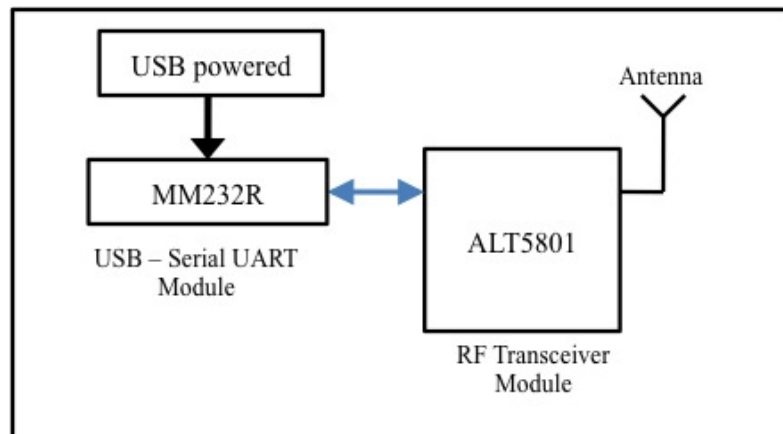 USB powered
Antenna
MM232R
ALT5801
USB – Serial UART
Module
RF Transceiver
Module